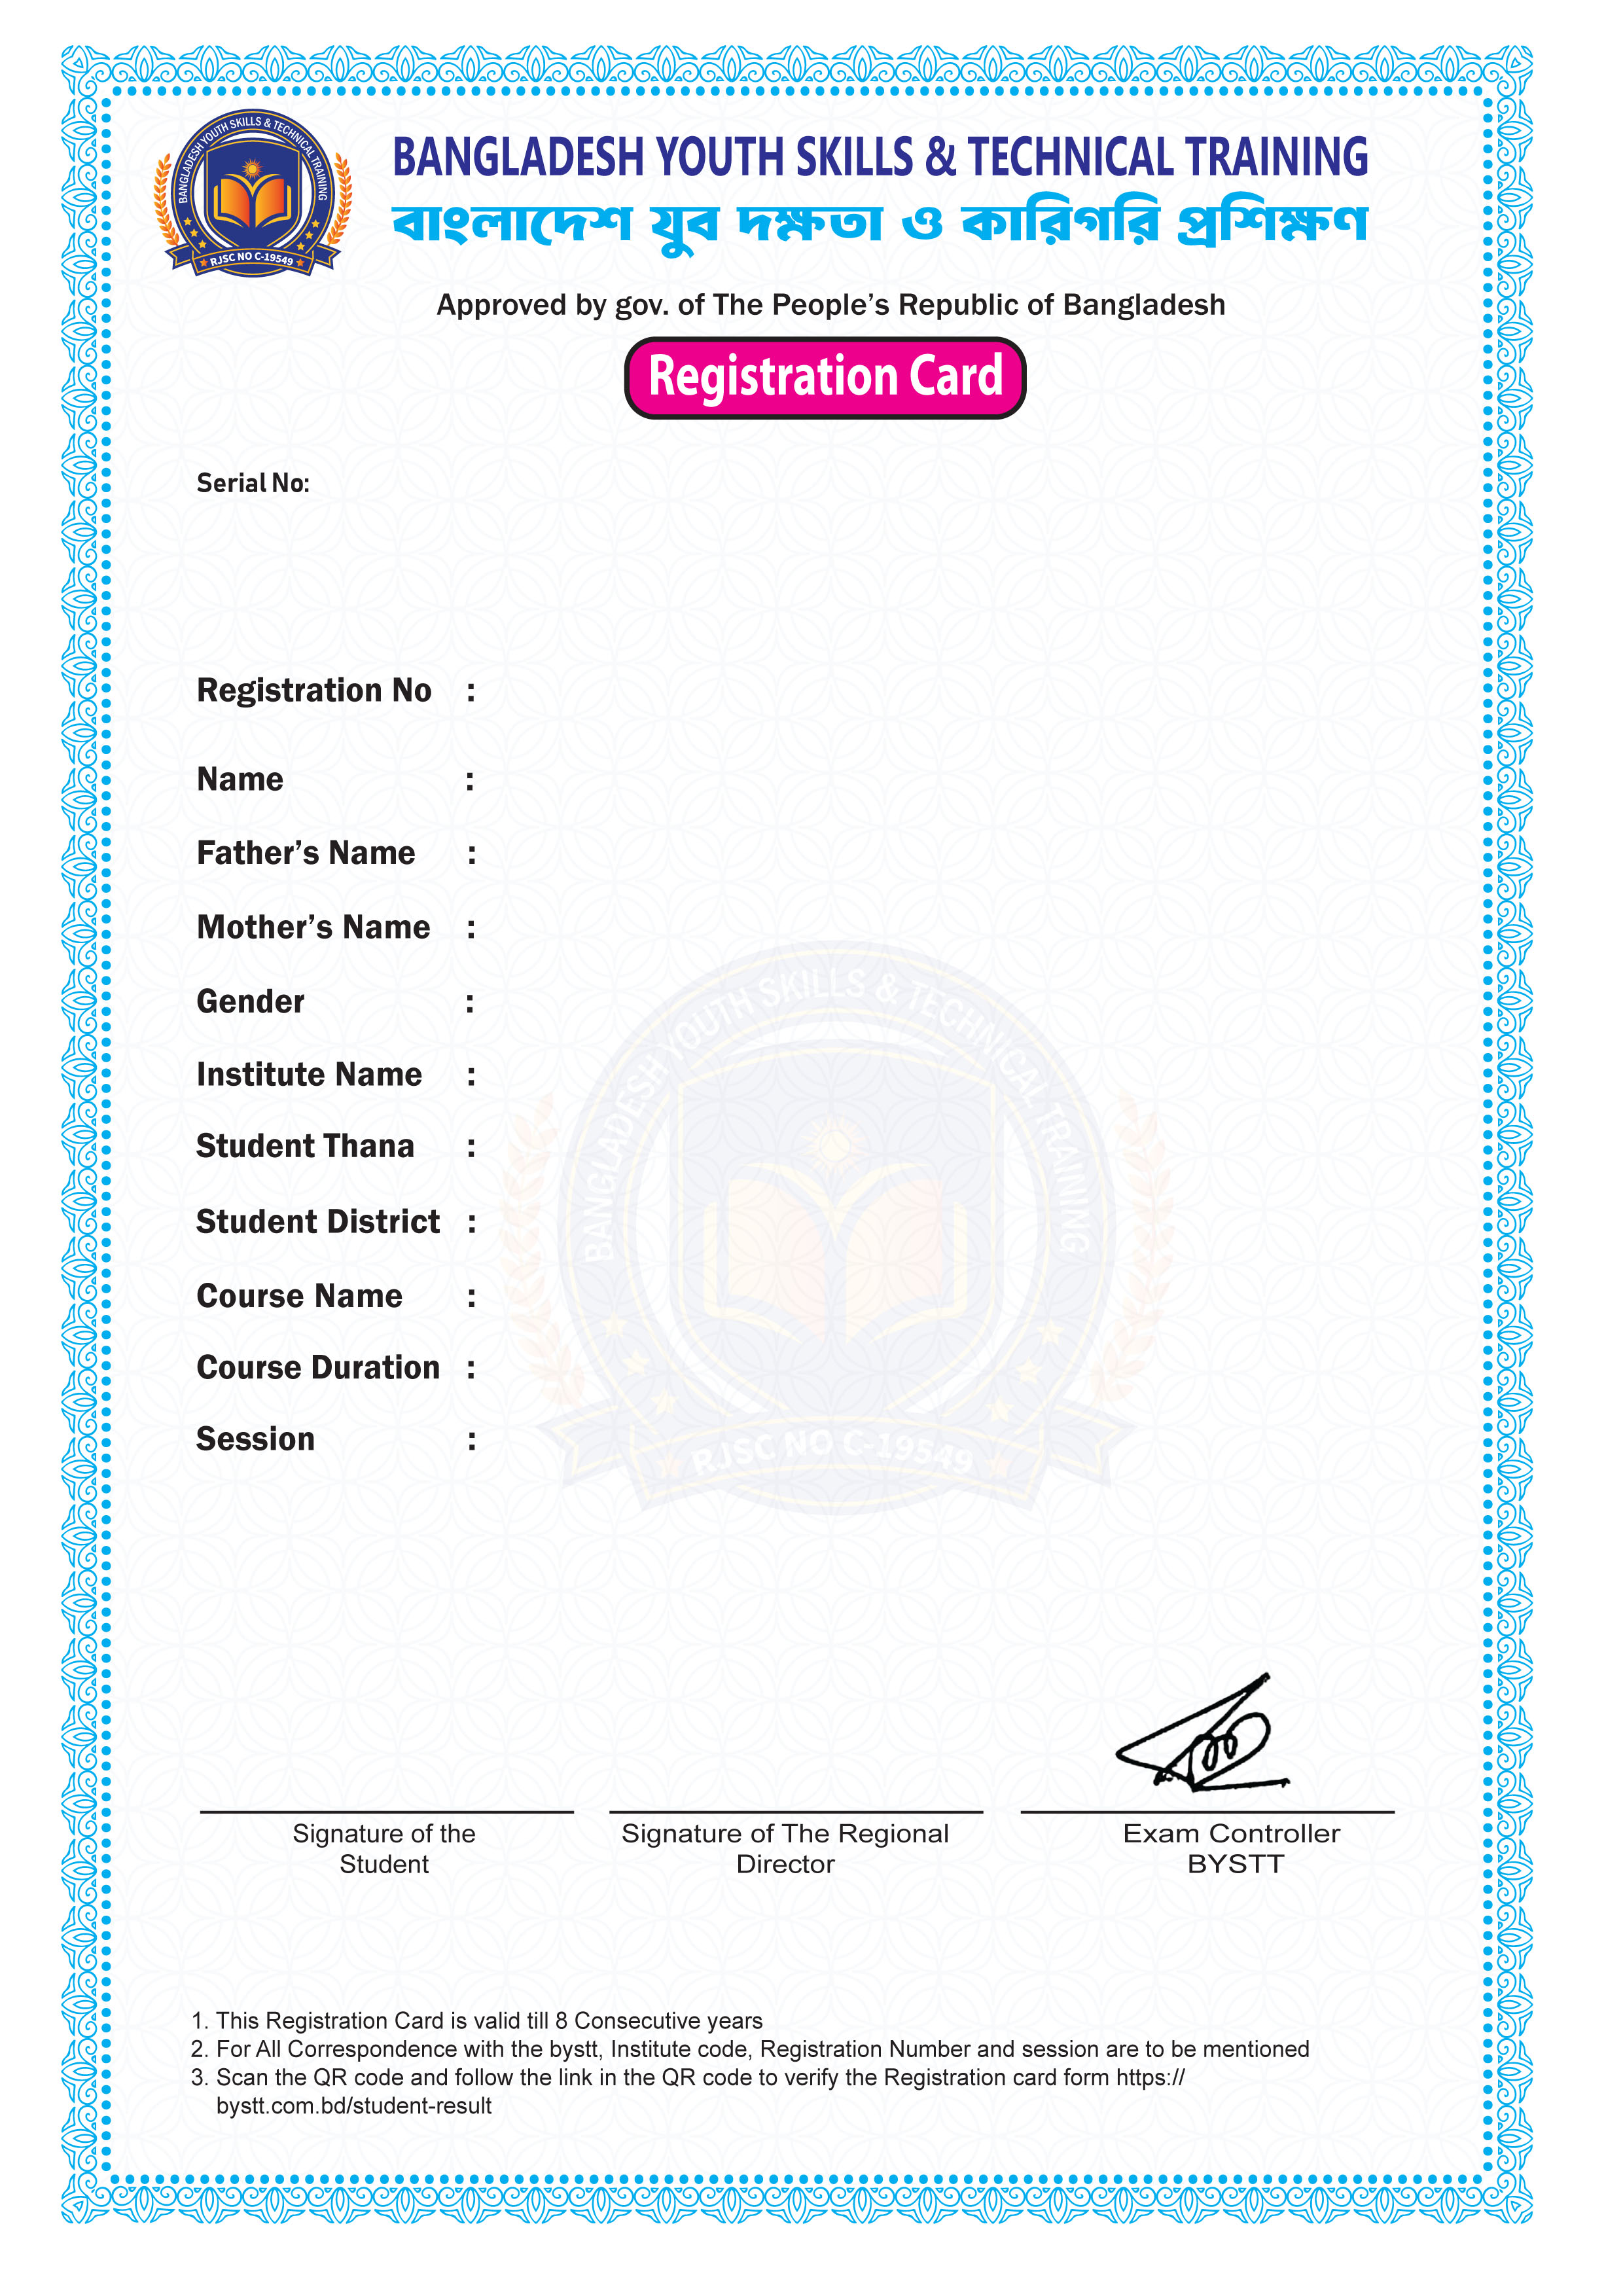 BANGLADESH YOUTH SKILLS & TECHNICAL TRAINING
RJSC NO C-19549
BANGLADESH YOUTH SKILLS & TECHNICAL TRAINING
বাংলাদেশ যুব দক্ষতা ও কারিগরি প্রশিক্ষণ
Approved by gov. of The People’s Republic of Bangladesh
Registration Card
Serial No:
Registration No :
Name :
Father’s Name :
Mother’s Name :
Gender :
Institute Name :
Student Thana :
Student District :
Course Name :
Course Duration :
Session :
BANGLADESH YOUTH SKILLS & TECHNICAL TRAINING
RJSC NO C-19549
Signature of the
Student
Signature of The Regional
Director
Exam Controller
BYSTT
1. This Registration Card is valid till 8 Consecutive years
2. For All Correspondence with the bystt, Institute code, Registration Number and session are to be mentioned
3. Scan the QR code and follow the link in the QR code to verify the Registration card form https://
bystt.com.bd/student-result